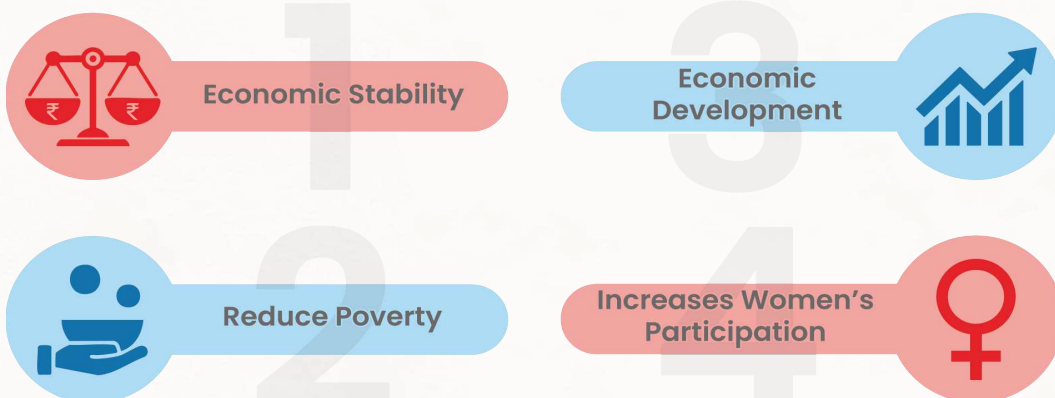 1
Economic Stability
₹ ₹
2
Reduce Poverty
3
Economic
Development
4
Increases Women's
Participation